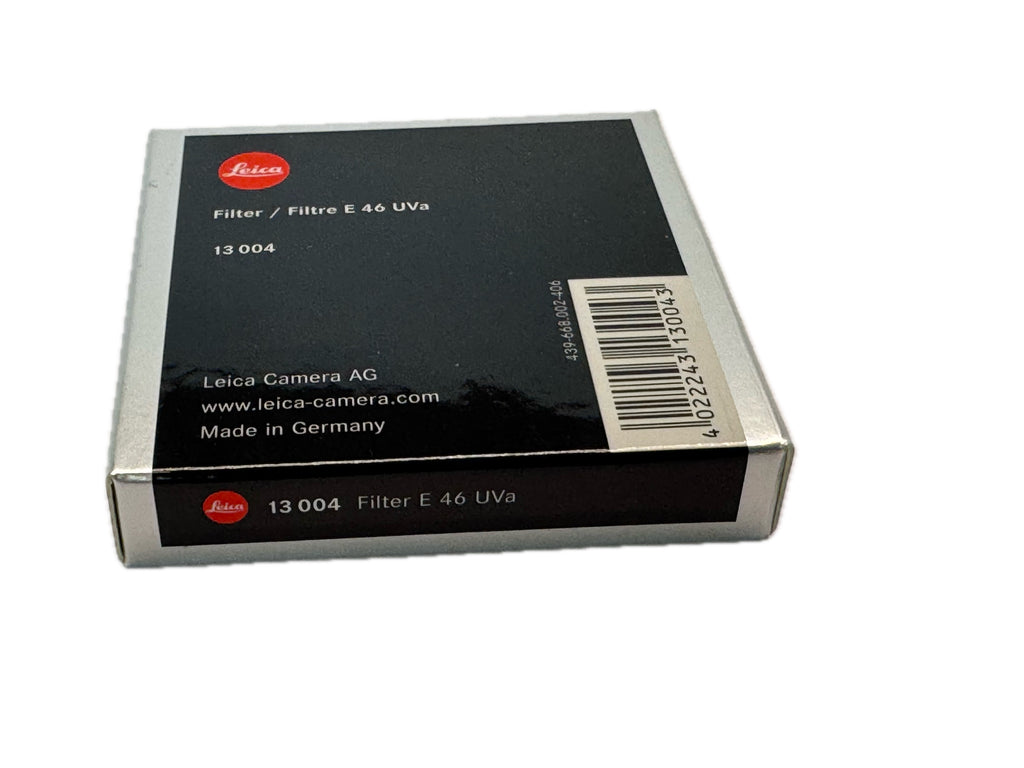 Leica
Filter / Filtre E 46 UVa
13 004
439-668.002-406
4 022243 130043
Leica Camera AG
www.leica-camera.com
Made in Germany
Leica
13 004 Filter E 46 UVa